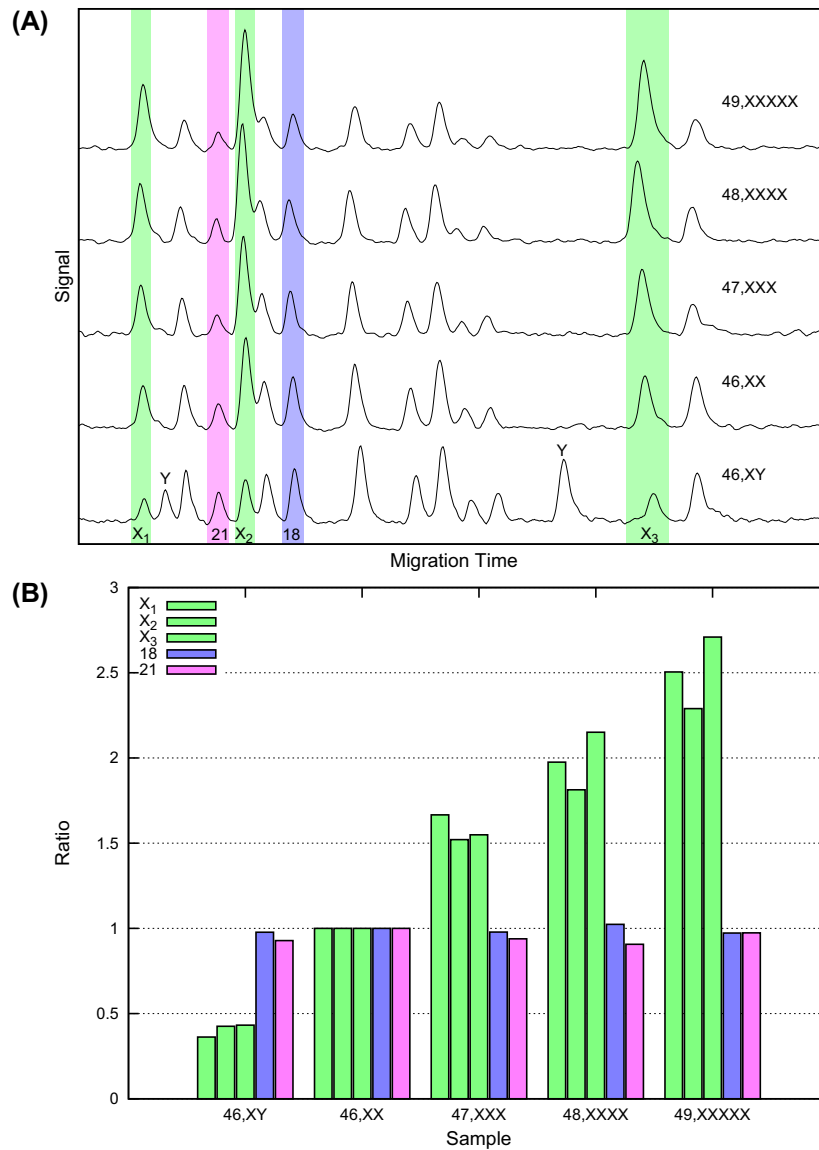 (A)
Signal
49,XXXXX
48,XXXX
47,XXX
46,XX
46,XY
Y
Y
X1
21
X2
18
X3
Migration Time
(B)
Ratio
3
2.5
2
1.5
1
0.5
0
X1
X2
X3
18
21
46,XY
46,XX
47,XXX
48,XXXX
49,XXXXX
Sample